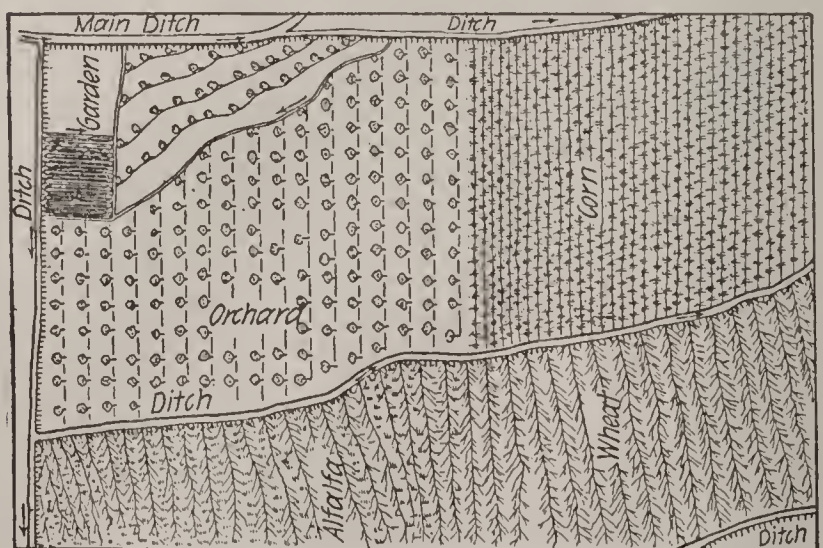 Main Ditch
Ditch
Garden
Ditch
Corn
Orchard
Ditch
Wheat
Alfalfa
Ditch